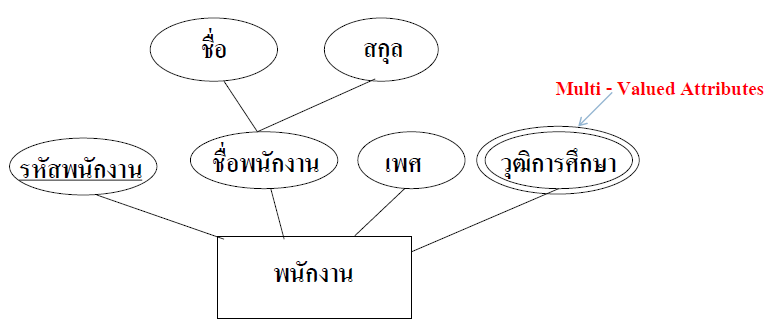 ชื่อ
สกุล
Multi - Valued Attributes
รหัสพนักงาน
ชื่อพนักงาน
เพศ
วุฒิการศึกษา
พนักงาน